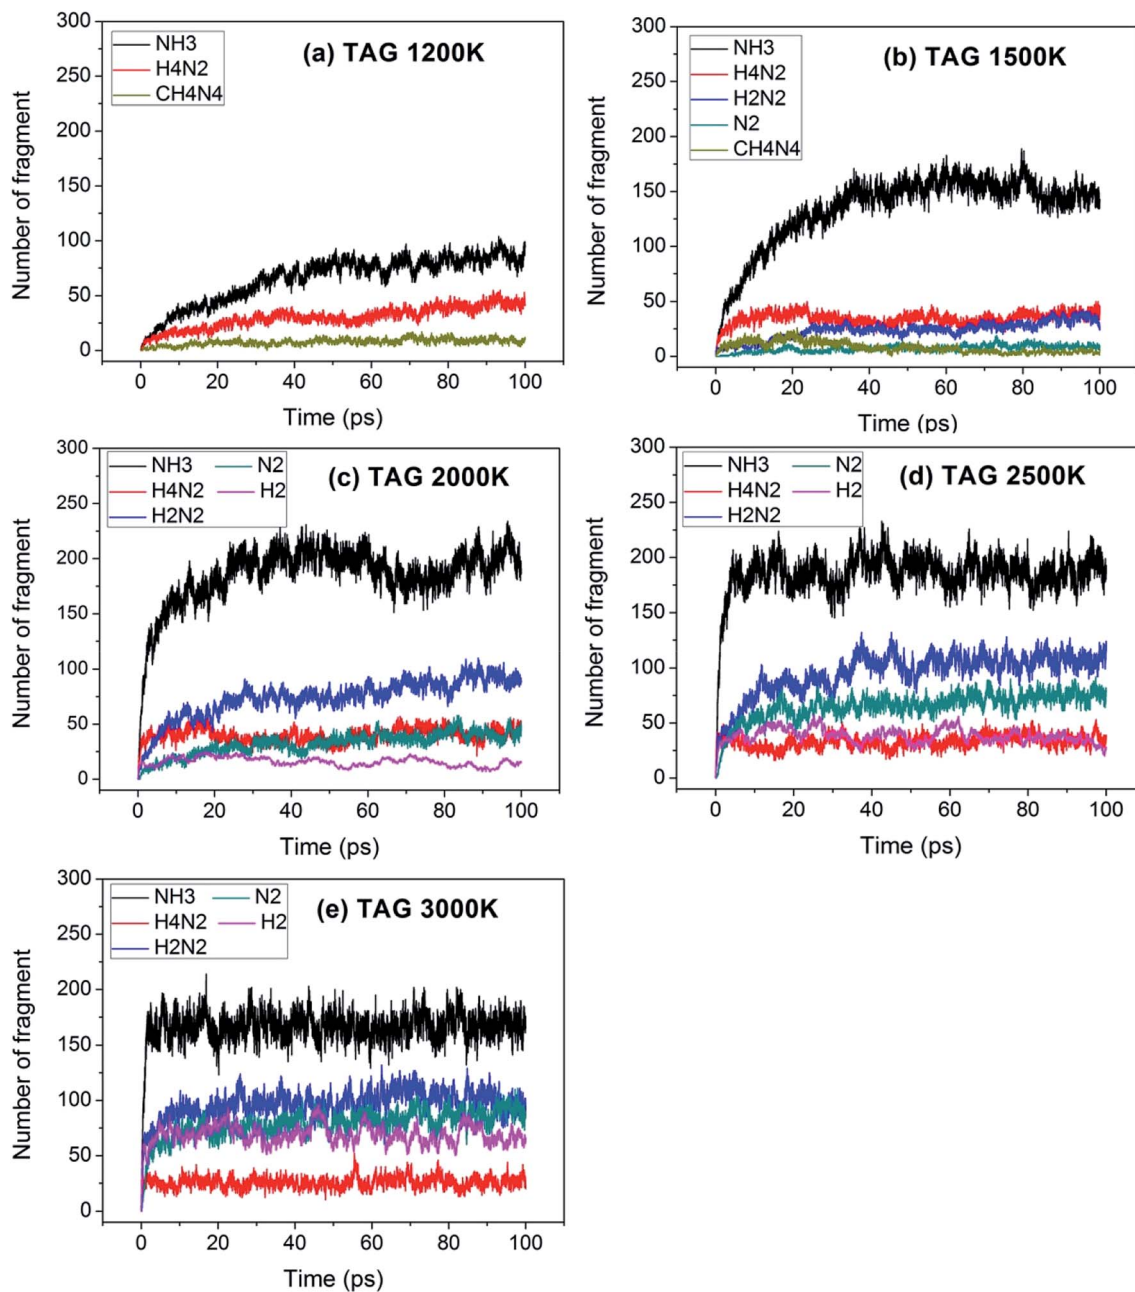 (a) TAG 1200K
NH3
H4N2
CH4N4
300
250
200
150
100
50
0
Number of fragment
0 20 40 60 80 100
Time (ps)
(b) TAG 1500K
NH3
H4N2
H2N2
N2
CH4N4
300
250
200
150
100
50
0
Number of fragment
0 20 40 60 80 100
Time (ps)
(c) TAG 2000K
NH3 N2
H4N2 H2
H2N2
300
250
200
150
100
50
0
Number of fragment
0 20 40 60 80 100
Time (ps)
(d) TAG 2500K
NH3 N2
H4N2 H2
H2N2
300
250
200
150
100
50
0
Number of fragment
0 20 40 60 80 100
Time (ps)
(e) TAG 3000K
NH3 N2
H4N2 H2
H2N2
300
250
200
150
100
50
0
Number of fragment
0 20 40 60 80 100
Time (ps)